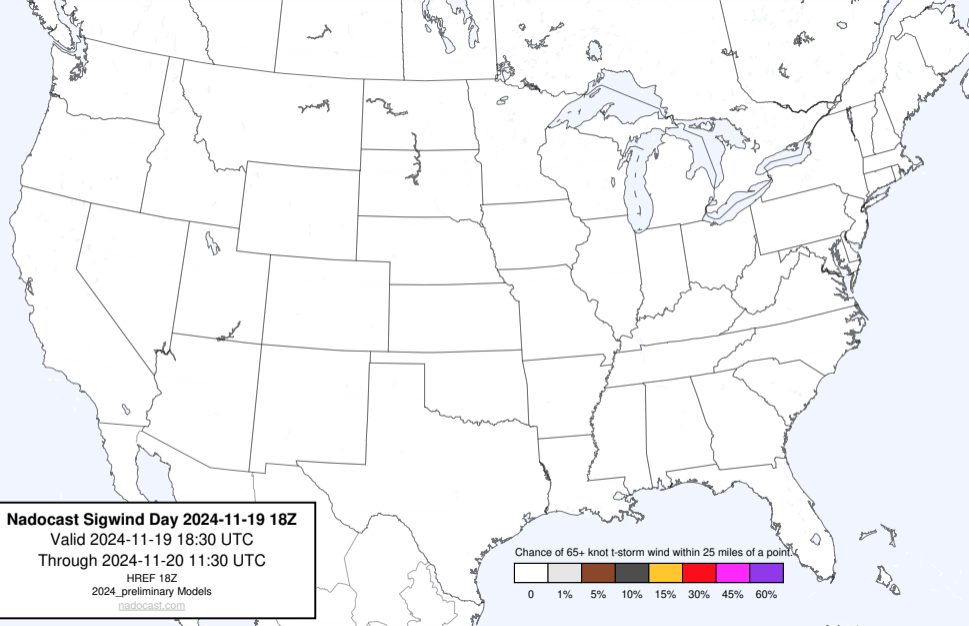 Nadocast Sigwind Day 2024-11-19 18Z
Valid 2024-11-19 18:30 UTC
Through 2024-11-20 11:30 UTC
HREF 18Z
2024_preliminary Models
nadocast.com
Chance of 65+ knot t-storm wind within 25 miles of a point.
0 1% 5% 10% 15% 30% 45% 60%